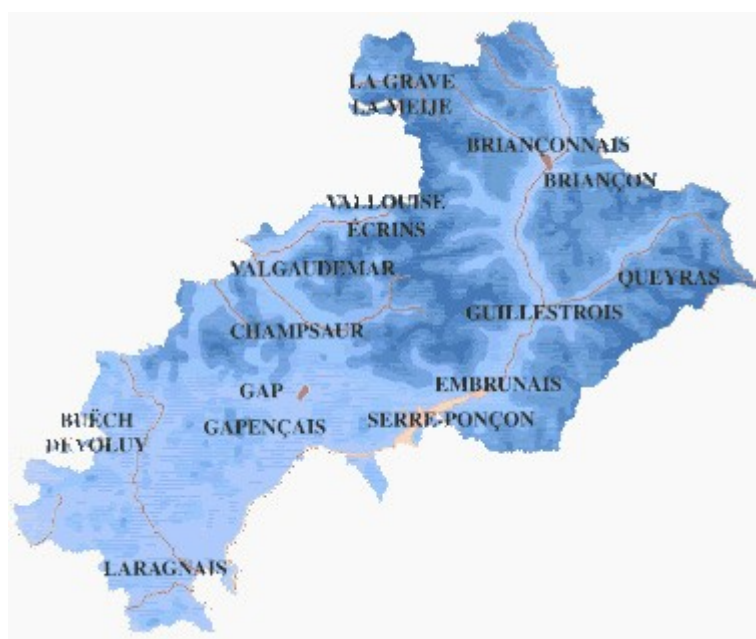 LA GRAVE
LA MEIJE
BRIANÇONNAIS
BRIANÇON
VALLOUISE
ÉCRINS
VALGAUDEMAR
QUEYRAS
GUILLESTROIS
CHAMPSAUR
EMBRUNAIS
GAP
SERRE-PONÇON
GAPENÇAIS
BUËCH
DEVOLUY
LARAGNAIS